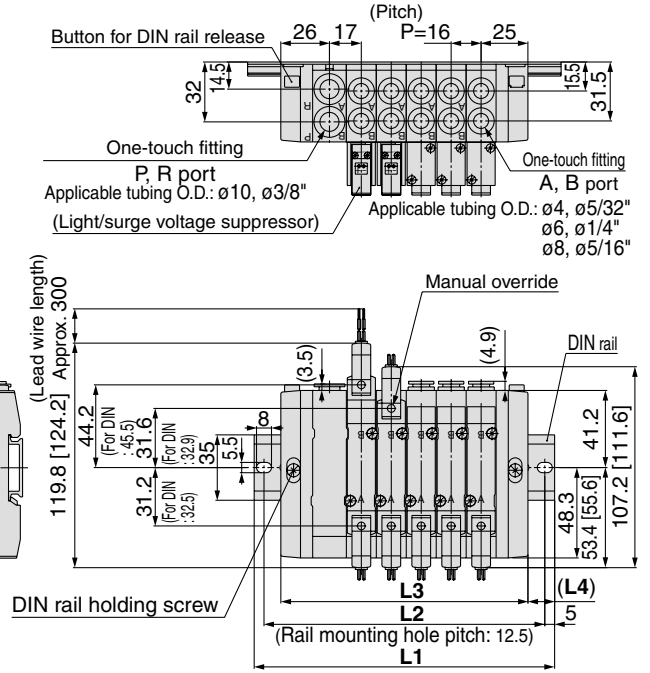 (Pitch)
26 17 P=16 25
Button for DIN rail release
32
14.5
15.5
31.5
R A A A A A
P B B B B B
One-touch fitting
P, R port
Applicable tubing O.D.: ø10, ø3/8"
(Light/surge voltage suppressor)
One-touch fitting
A, B port
Applicable tubing O.D.: ø4, ø5/32"
ø6, ø1/4"
ø8, ø5/16"
Manual override
DIN rail
(Lead wire length)
Approx. 300
119.8 [124.2]
44.2
(For DIN
: 45.5)
31.6
(For DIN
: 32.9)
31.2
(For DIN
: 32.5)
8
5.5
35
(3.5)
(4.9)
B B B B B
A A A A A
41.2
48.3
53.4 [55.6]
107.2 [111.6]
DIN rail holding screw
L3 (L4)
L2 5
(Rail mounting hole pitch: 12.5)
L1